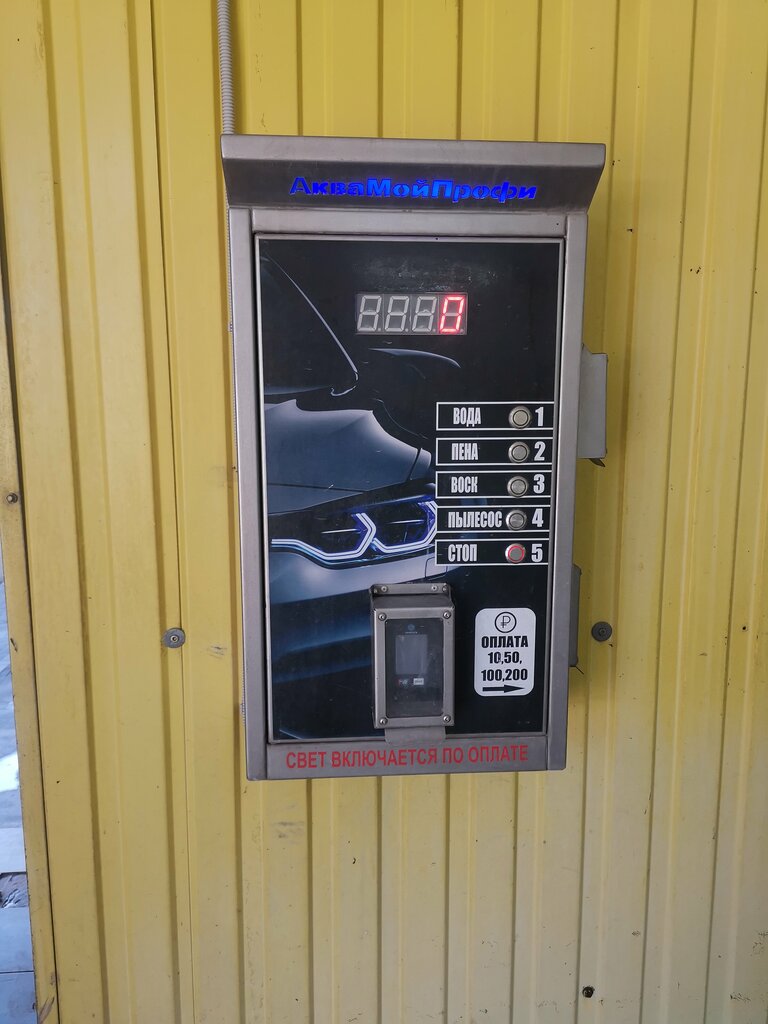 АкваМойПрофи
0
ВОДА 1
ПЕНА 2
ВОСК 3
ПЫЛЕСОС 4
СТОП 5
₽
ОПЛАТА
10,50,
100,200
СВЕТ ВКЛЮЧАЕТСЯ ПО ОПЛАТЕ